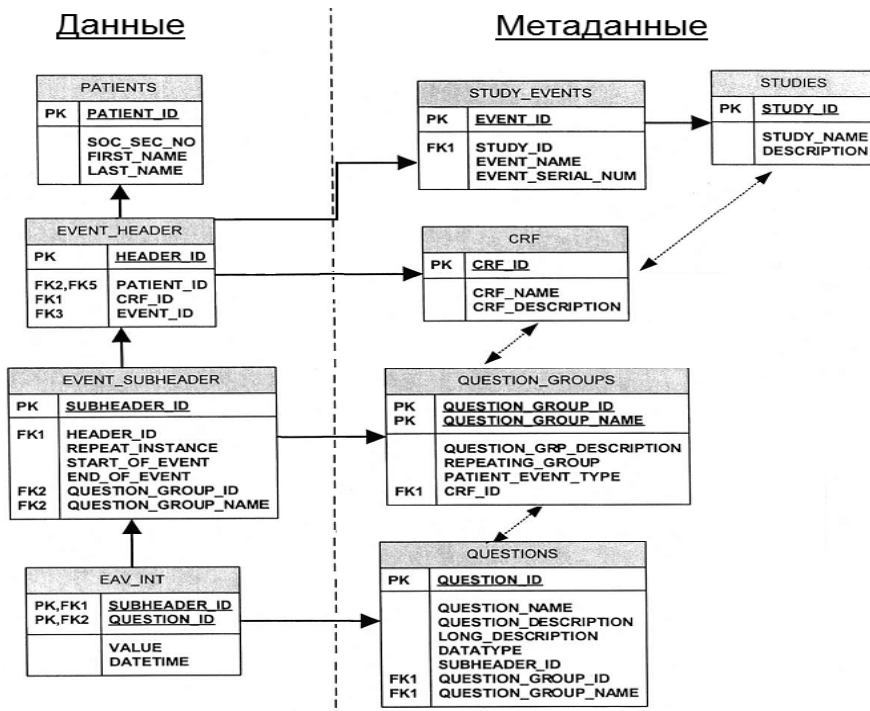 Данные
Метаданные
PATIENTS
PK PATIENT_ID
SOC_SEC_NO
FIRST_NAME
LAST_NAME
EVENT_HEADER
PK HEADER_ID
FK2,FK5 PATIENT_ID
FK1 CRF_ID
FK3 EVENT_ID
EVENT_SUBHEADER
PK SUBHEADER_ID
FK1 HEADER_ID
REPEAT_INSTANCE
START_OF_EVENT
END_OF_EVENT
FK2 QUESTION_GROUP_ID
FK2 QUESTION_GROUP_NAME
EAV_INT
PK,FK1 SUBHEADER_ID
PK,FK2 QUESTION_ID
VALUE
DATETIME
STUDY_EVENTS
PK EVENT_ID
FK1 STUDY_ID
EVENT_NAME
EVENT_SERIAL_NUM
STUDIES
PK STUDY_ID
STUDY_NAME
DESCRIPTION
CRF
PK CRF_ID
CRF_NAME
CRF_DESCRIPTION
QUESTION_GROUPS
PK QUESTION_GROUP_ID
PK QUESTION_GROUP_NAME
QUESTION_GRP_DESCRIPTION
REPEATING_GROUP
PATIENT_EVENT_TYPE
FK1 CRF_ID
QUESTIONS
PK QUESTION_ID
QUESTION_NAME
QUESTION_DESCRIPTION
LONG_DESCRIPTION
DATATYPE
SUBHEADER_ID
FK1 QUESTION_GROUP_ID
FK1 QUESTION_GROUP_NAME